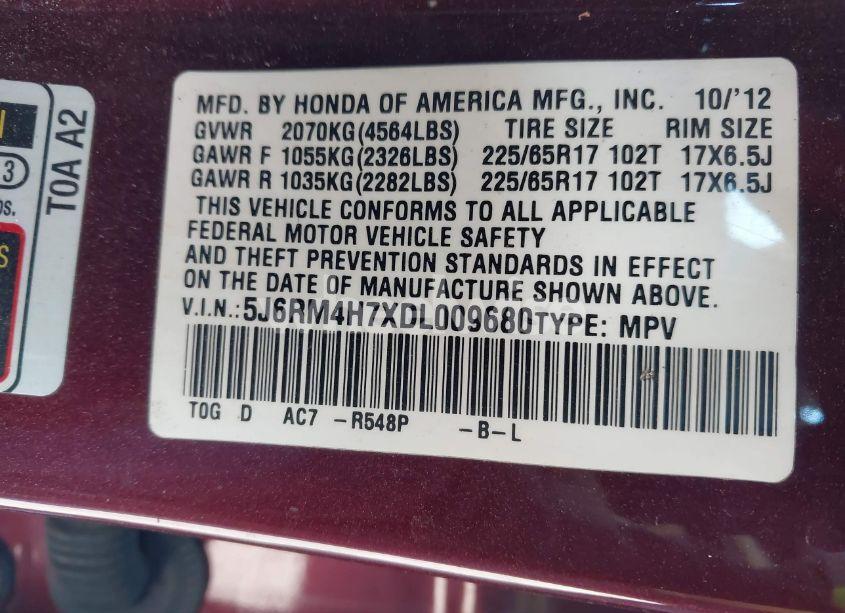 MFD. BY HONDA OF AMERICA MFG., INC. 10/'12
GVWR 2070KG(4564LBS) TIRE SIZE RIM SIZE
GAWR F 1055KG(2326LBS) 225/65R17 102T 17X6.5J
GAWR R 1035KG(2282LBS) 225/65R17 102T 17X6.5J
THIS VEHICLE CONFORMS TO ALL APPLICABLE
FEDERAL MOTOR VEHICLE SAFETY
AND THEFT PREVENTION STANDARDS IN EFFECT
ON THE DATE OF MANUFACTURE SHOWN ABOVE.
V.I.N.:5J6RM4H7XDL009680TYPE: MPV
TOG D AC7 -R548P -B-L
TOA A2
3